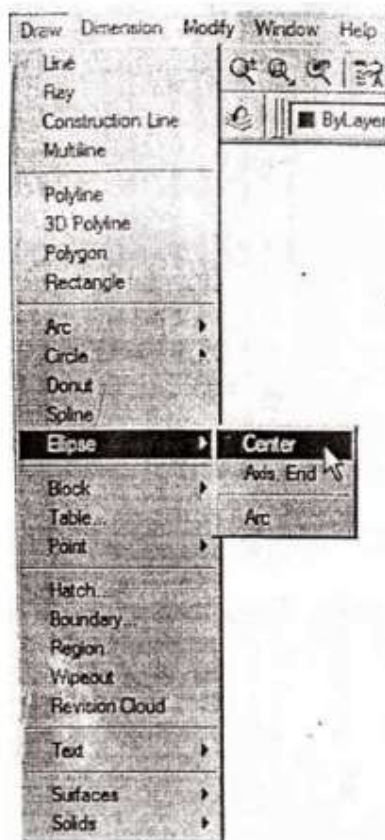 Draw Dimension Modify Window Help
Line
Ray
Construction Line
Multiline
ByLayer
Polyline
3D Polyline
Polygon
Rectangle
Arc
Circle
Donut
Spline
Ellipse
Center
Axis, End
Arc
Block
Table...
Point
Hatch...
Boundary...
Region
Wipeout
Revision Cloud
Text
Surfaces
Solids